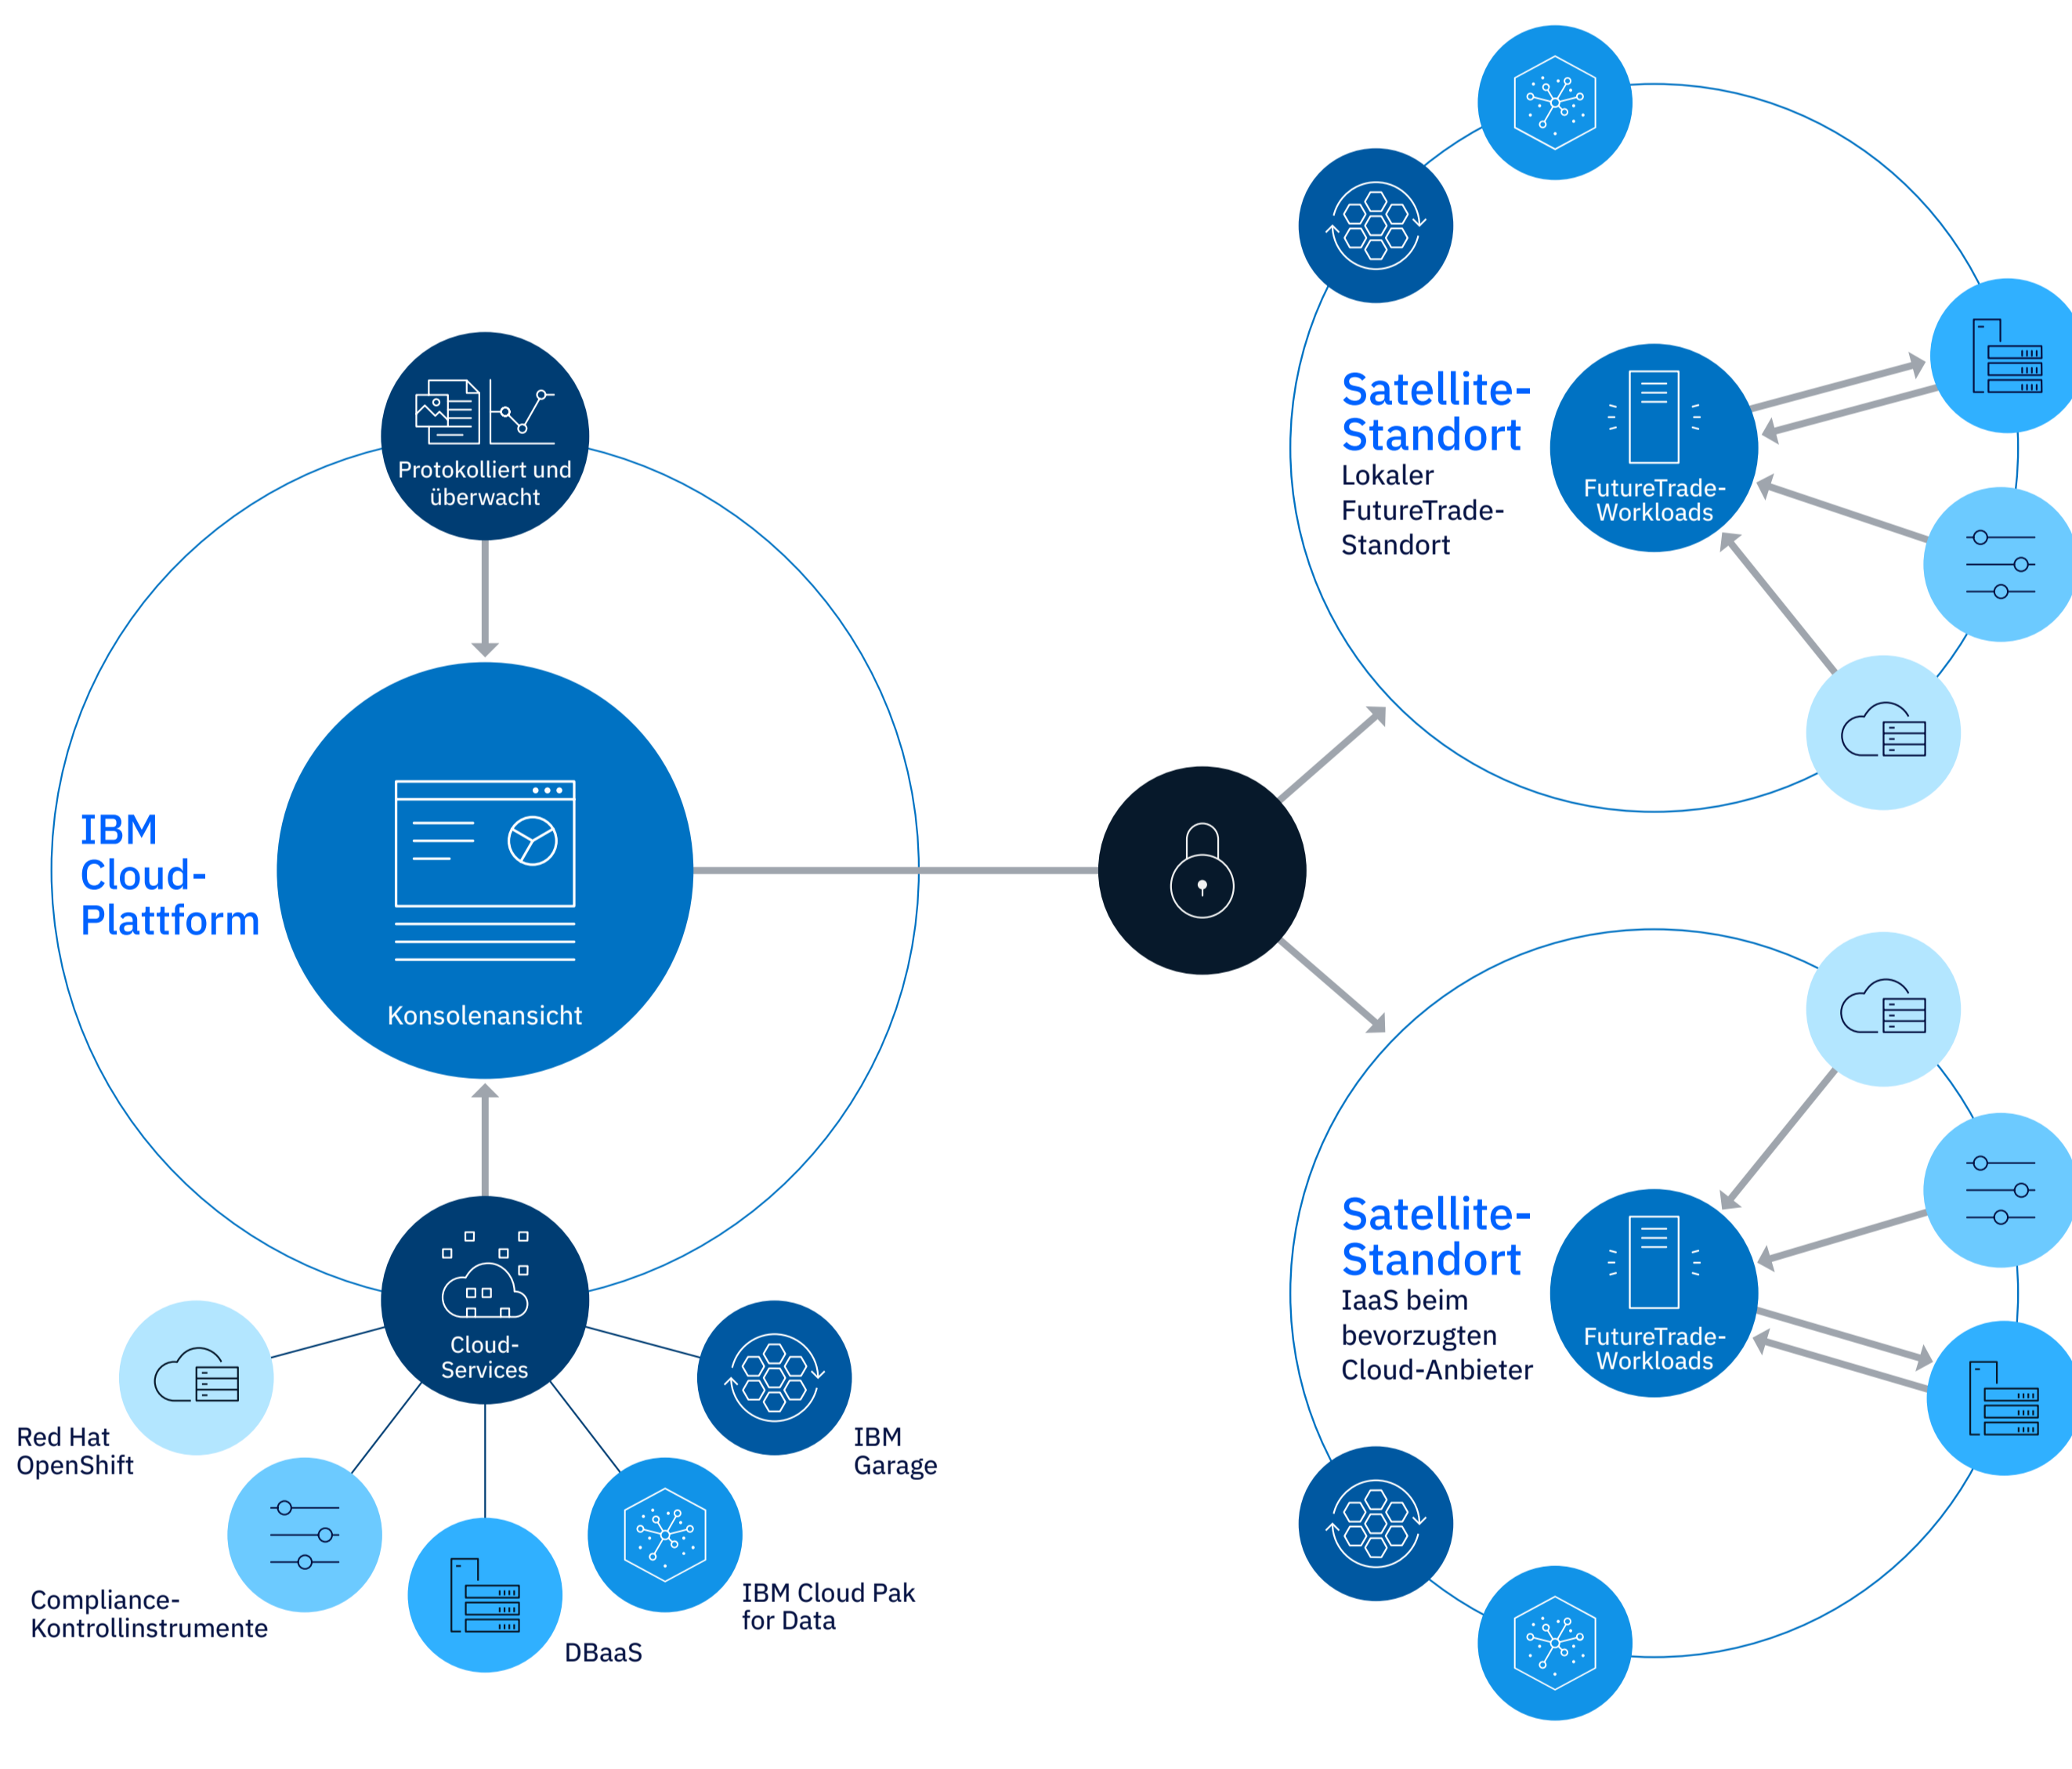 Protokolliert und
überwacht
IBM
Cloud-
Plattform
Konsolenansicht
Cloud-
Services
Red Hat
OpenShift
Compliance-
Kontrollinstrumente
DBaaS
IBM Cloud Pak
for Data
IBM
Garage
Satellite-
Standort
Lokaler
FutureTrade-
Standort
FutureTrade-
Workloads
Satellite-
Standort
IaaS beim
bevorzugten
Cloud-Anbieter
FutureTrade-
Workloads